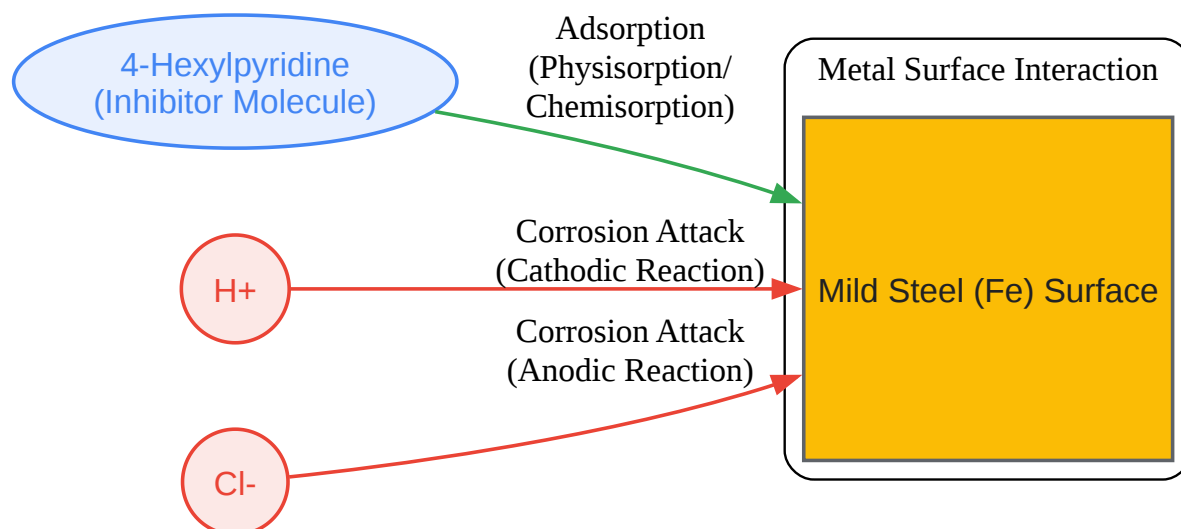 4-Hexylpyridine
(Inhibitor Molecule)
Adsorption
(Physisorption/
Chemisorption)
Metal Surface Interaction
H+
Corrosion Attack
(Cathodic Reaction)
Mild Steel (Fe) Surface
Corrosion Attack
(Anodic Reaction)
Cl-